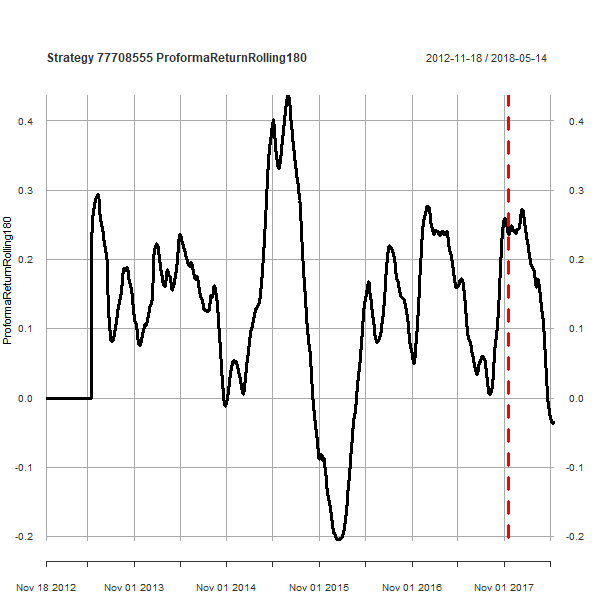 Strategy 77708555 ProformaReturnRolling180
2012-11-18 / 2018-05-14
0.4 0.4
0.3 0.3
0.2 0.2
0.1 0.1
0.0 0.0
-0.1 -0.1
-0.2 -0.2
ProformaReturnRolling180
Nov 18 2012 Nov 01 2013 Nov 01 2014 Nov 01 2015 Nov 01 2016 Nov 01 2017